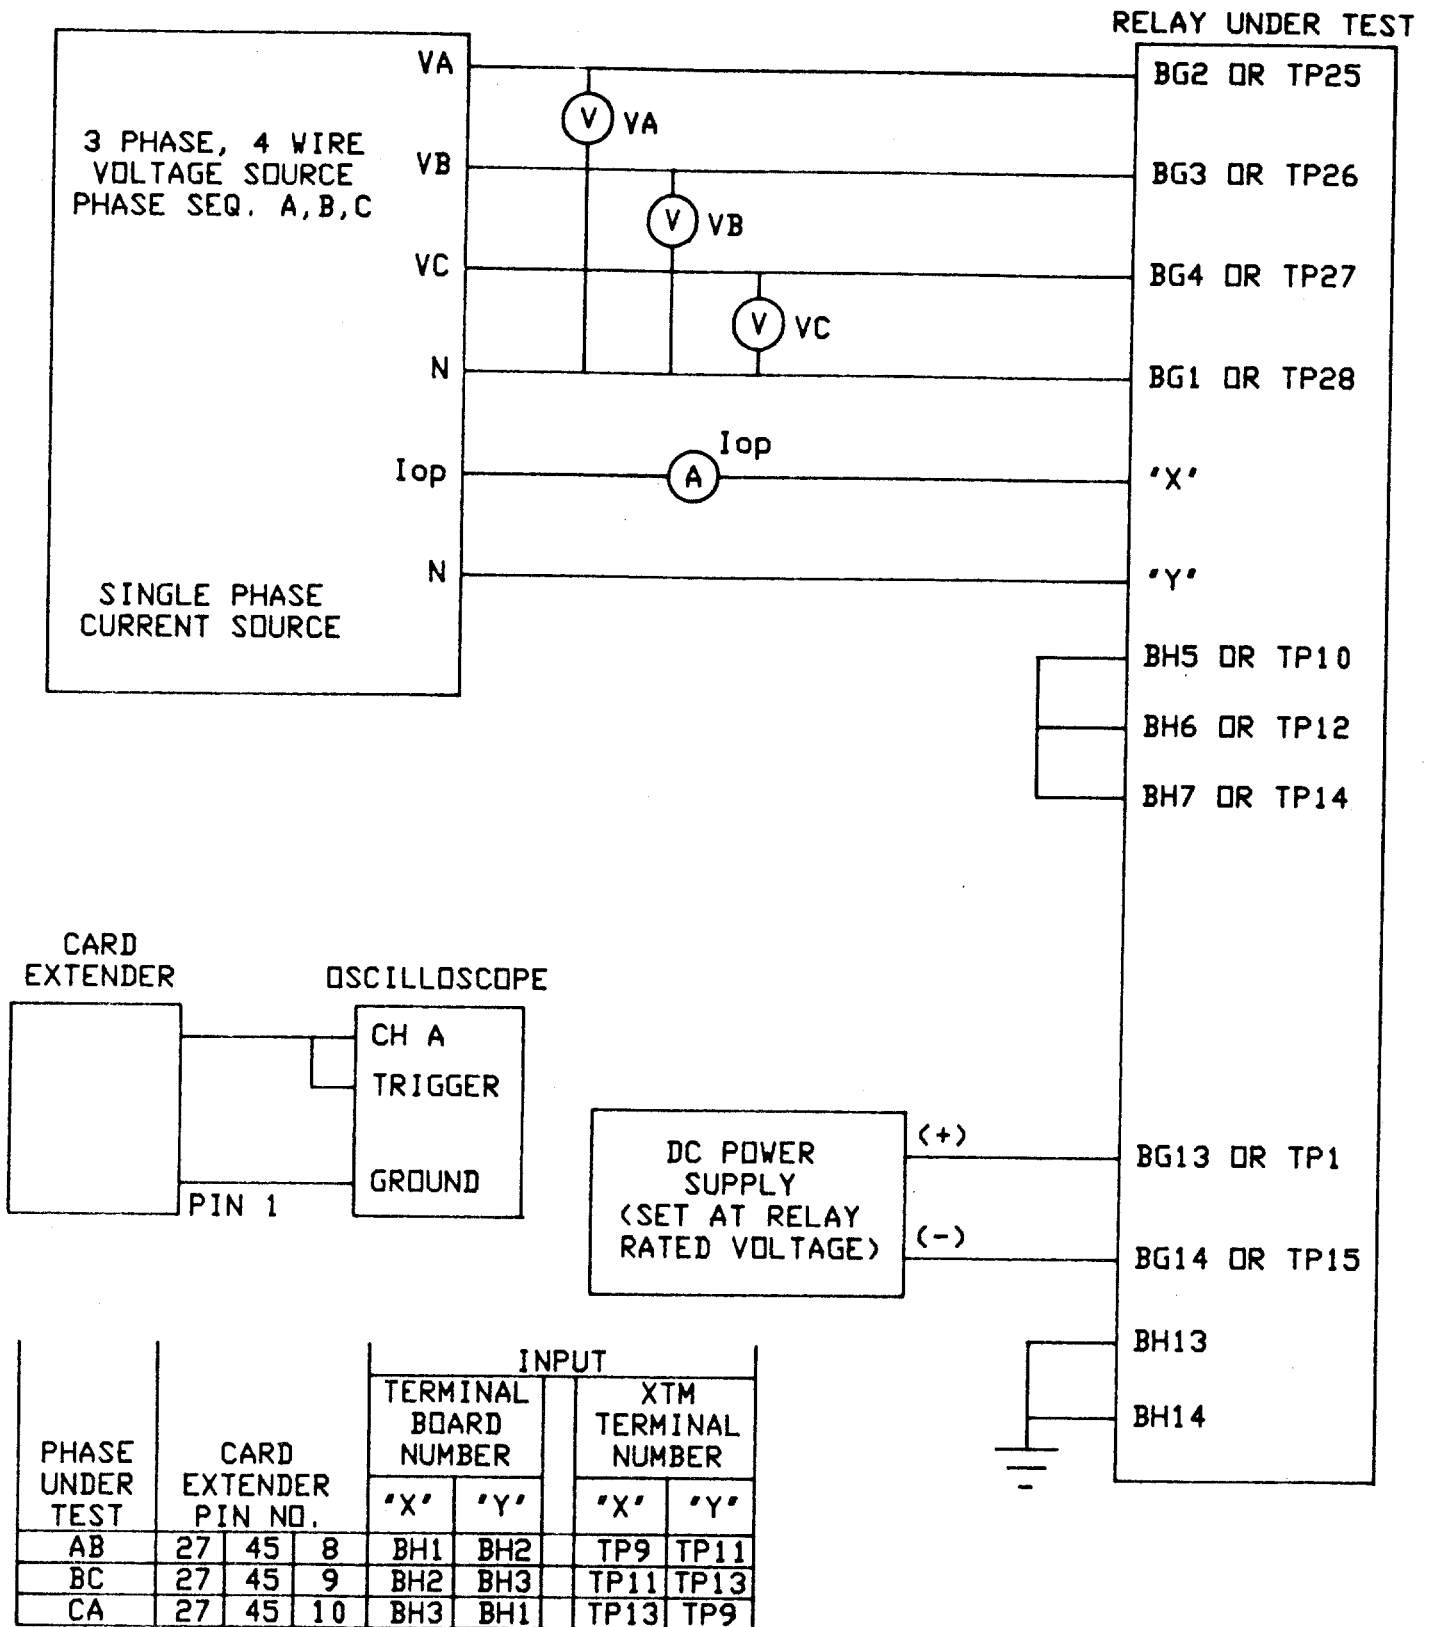 RELAY UNDER TEST
3 PHASE, 4 WIRE
VOLTAGE SOURCE
PHASE SEQ. A,B,C
VA
VB
VC
N
Iop
N
SINGLE PHASE
CURRENT SOURCE
V VA
V VB
V VC
Iop
A
BG2 OR TP25
BG3 OR TP26
BG4 OR TP27
BG1 OR TP28
"X"
"Y"
BH5 OR TP10
BH6 OR TP12
BH7 OR TP14
CARD
EXTENDER
OSCILLOSCOPE
CH A
TRIGGER
GROUND
PIN 1
DC POWER
SUPPLY
(SET AT RELAY
RATED VOLTAGE)
(+)
(-)
BG13 OR TP1
BG14 OR TP15
BH13
BH14
INPUT
PHASE
UNDER
TEST
CARD
EXTENDER
PIN NO.
TERMINAL
BOARD
NUMBER
XTM
TERMINAL
NUMBER
"X" "Y" "X" "Y"
AB 27 45 8 BH1 BH2 TP9 TP11
BC 27 45 9 BH2 BH3 TP11 TP13
CA 27 45 10 BH3 BH1 TP13 TP9